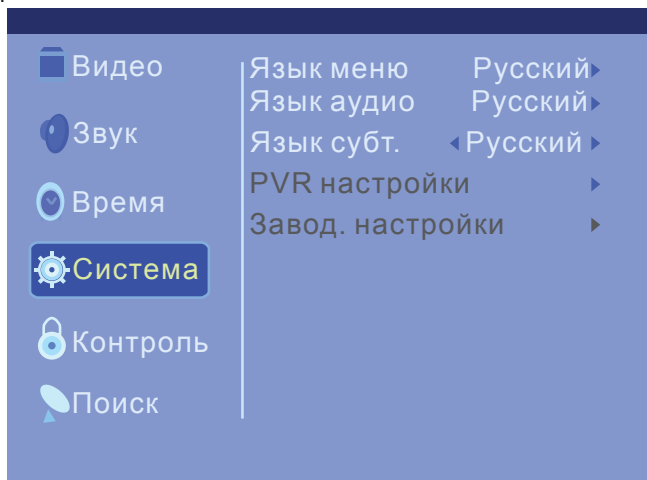 Видео
Звук
Время
Система
Контроль
Поиск
Язык меню Русский
Язык аудио Русский
Язык субт. Русский
PVR настройки
Завод. настройки